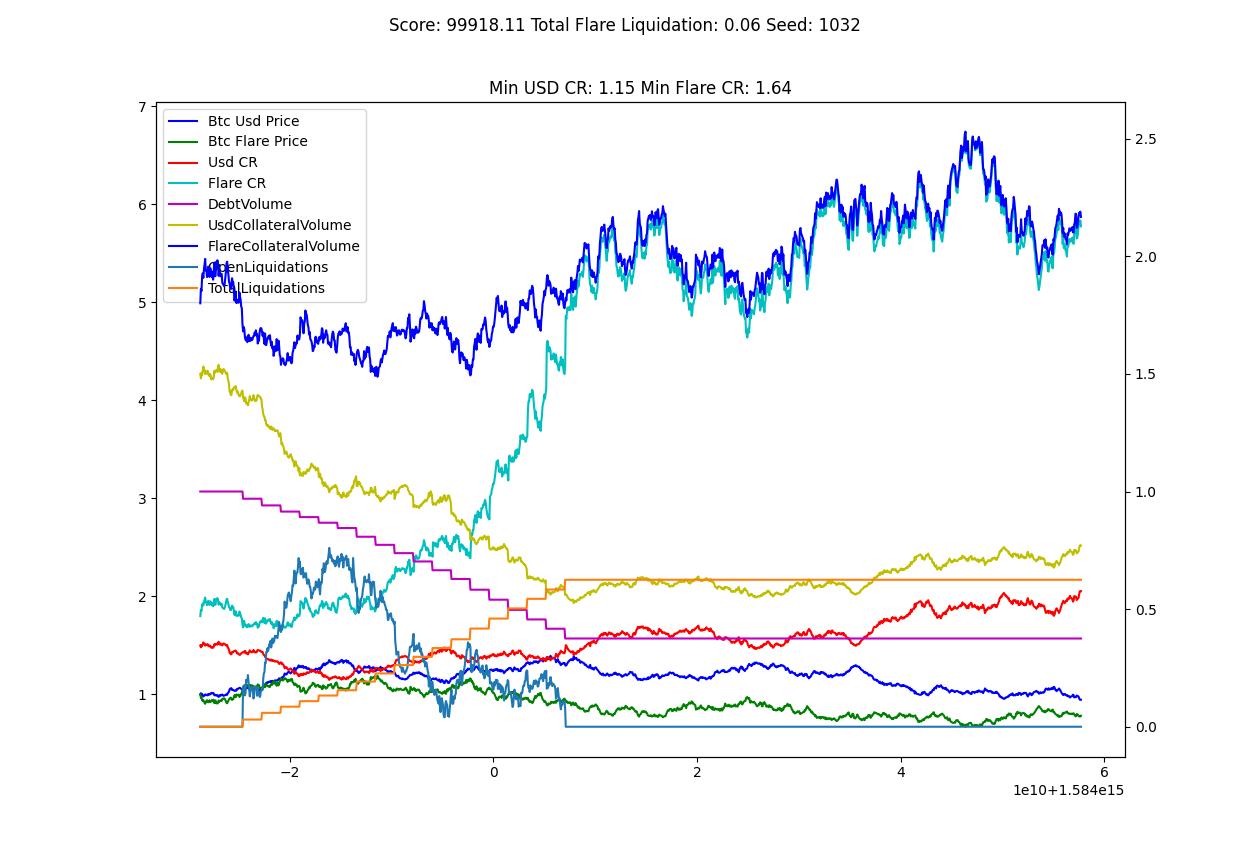 Score: 99918.11 Total Flare Liquidation: 0.06 Seed: 1032
Min USD CR: 1.15 Min Flare CR: 1.64
Btc Usd Price
Btc Flare Price
Usd CR
Flare CR
DebtVolume
UsdCollateralVolume
FlareCollateralVolume
OpenLiquidations
TotalLiquidations
7
6
5
4
3
2
1
2.5
2.0
1.5
1.0
0.5
0.0
−2
0
2
4
6
1e10+1.584e15